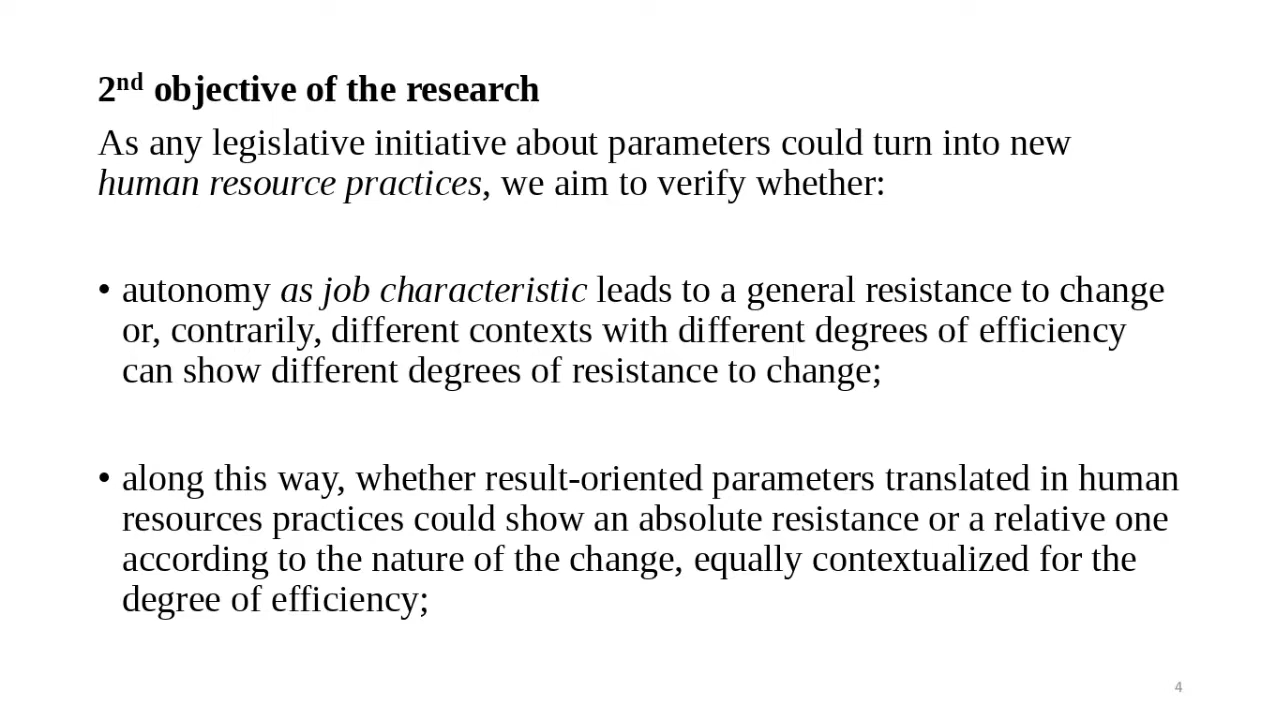 2nd objective of the research
As any legislative initiative about parameters could turn into new
human resource practices, we aim to verify whether:
• autonomy as job characteristic leads to a general resistance to change
or, contrarily, different contexts with different degrees of efficiency
can show different degrees of resistance to change;
• along this way, whether result-oriented parameters translated in human
resources practices could show an absolute resistance or a relative one
according to the nature of the change, equally contextualized for the
degree of efficiency;
4